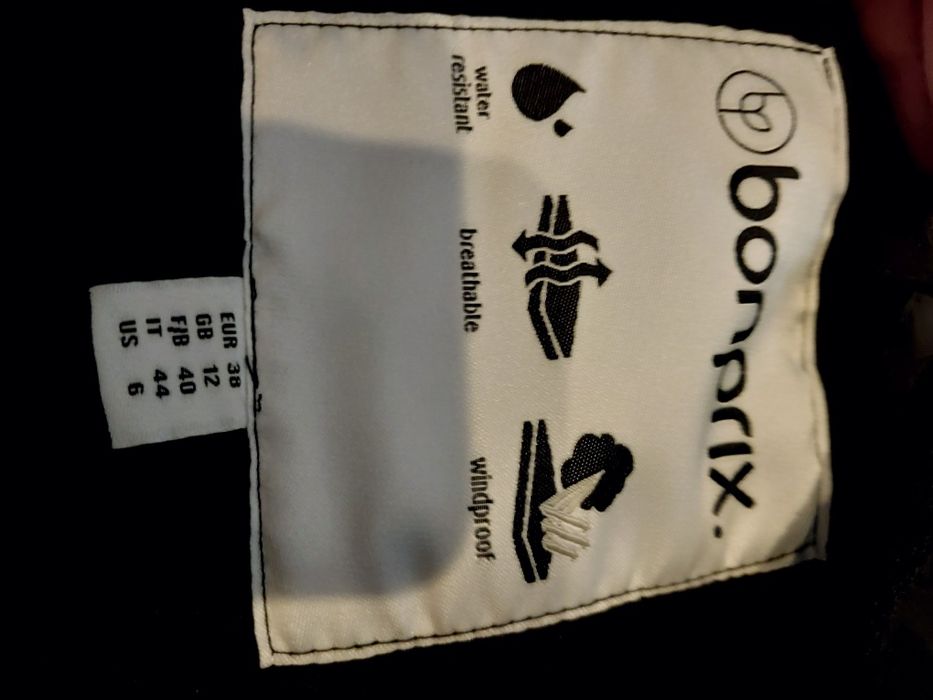 bonprix.
water
resistant
breathable
windproof
EUR 38
GB 12
F/B 40
IT 44
US 6